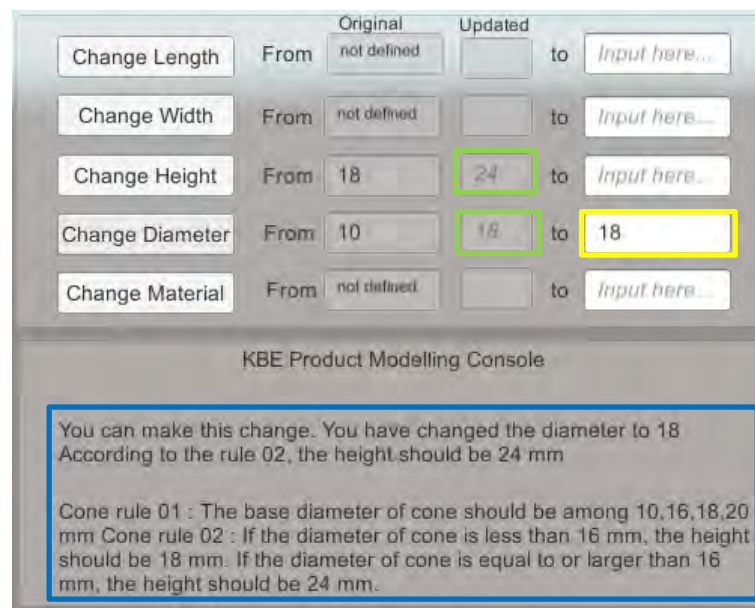 Original Updated
Change Length From not defined to Input here...
Change Width From not defined to Input here...
Change Height From 18 24 to Input here...
Change Diameter From 10 18 to 18
Change Material From not defined to Input here...
KBE Product Modelling Console
You can make this change. You have changed the diameter to 18
According to the rule 02, the height should be 24 mm
Cone rule 01 : The base diameter of cone should be among 10,16,18,20
mm Cone rule 02 : If the diameter of cone is less than 16 mm, the height
should be 18 mm. If the diameter of cone is equal to or larger than 16
mm, the height should be 24 mm.